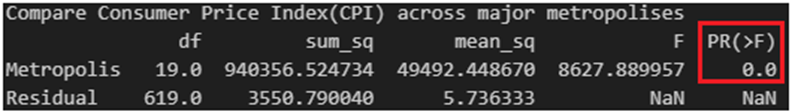 Compare Consumer Price Index(CPI) across major metropolises
df sum_sq mean_sq F PR(>F)
Metropolis 19.0 940356.524734 49492.448670 8627.889957 0.0
Residual 619.0 3550.790040 5.736333 NaN NaN